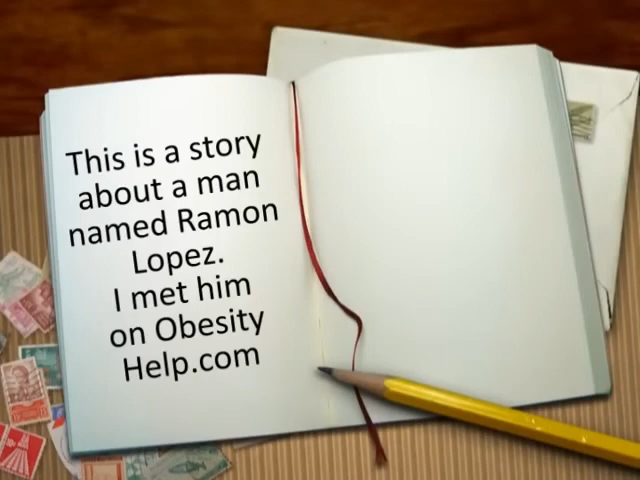 This is a story
about a man
named Ramon
Lopez.
I met him
on Obesity
Help.com